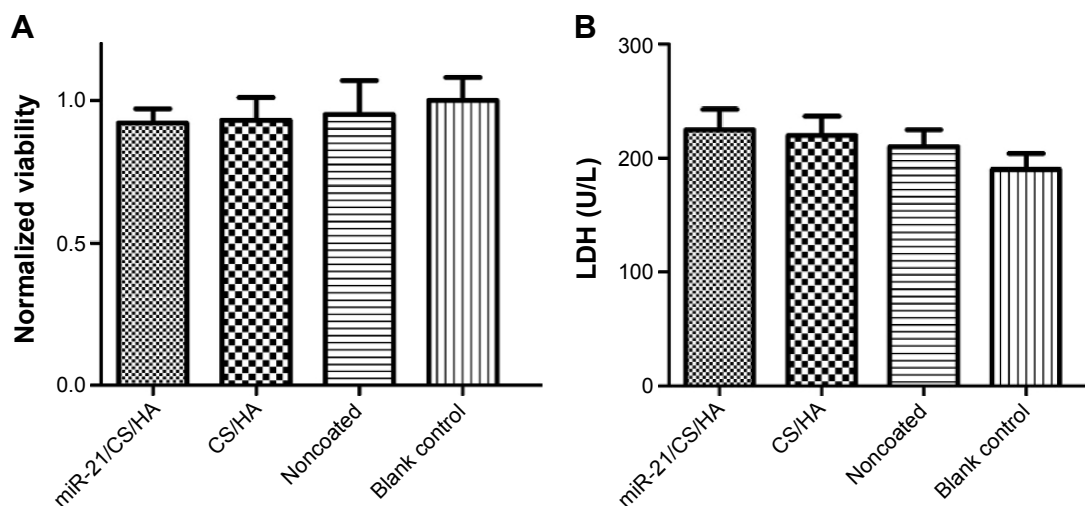 A
Normalized viability
1.0
0.5
0.0
miR-21/CS/HA
CS/HA
Noncoated
Blank control
B
LDH (U/L)
300
200
100
0
miR-21/CS/HA
CS/HA
Noncoated
Blank control